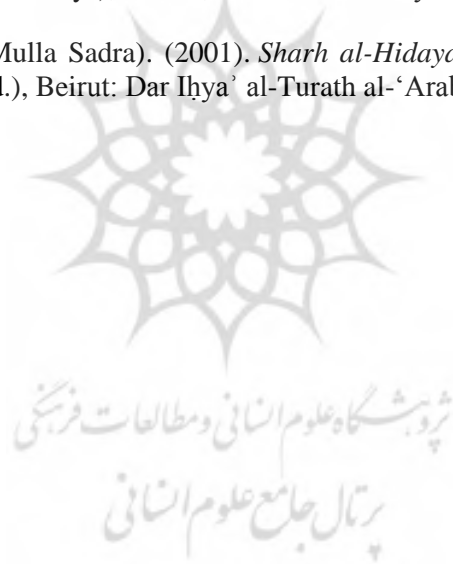 Mulla Sadra). (2001). Sharh al-Hidaya
d.), Beirut: Dar Iḥyaʾ al-Turath al-ʿArab
پژوهشگاه علوم انسانی و مطالعات فرهنگی
پرتال جامع علوم انسانی